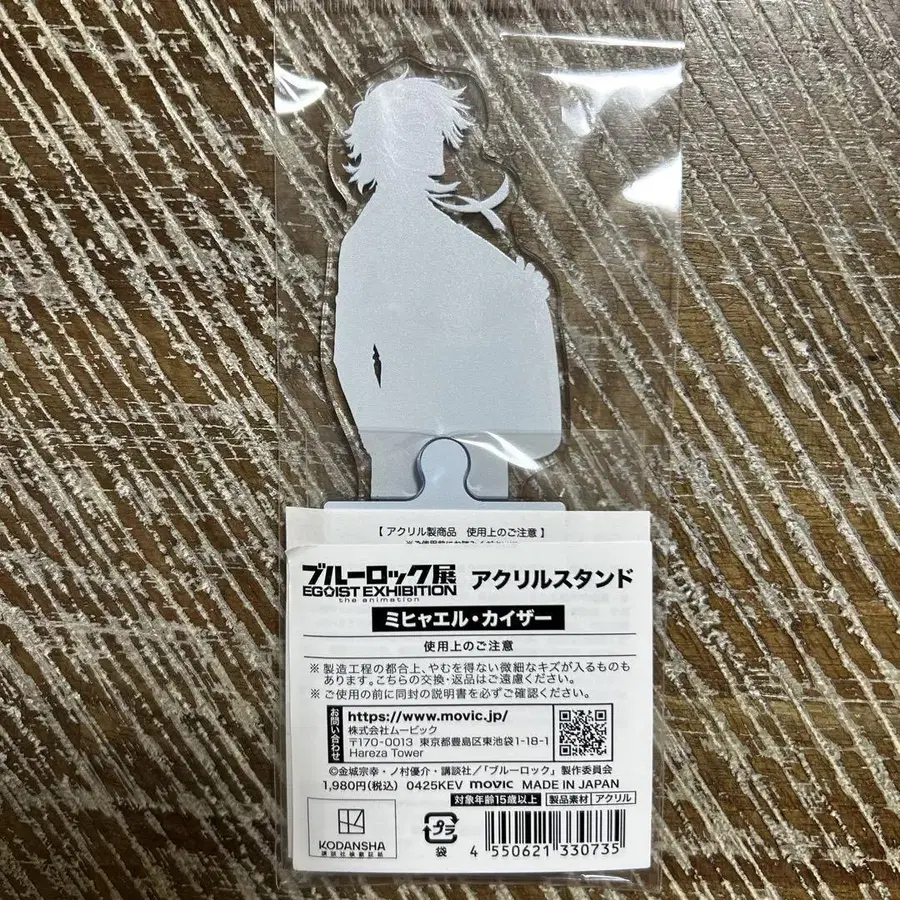 【 アクリル製商品　使用上のご注意 】
ブルーロック展
EGOIST EXHIBITION
the animation
アクリルスタンド
ミヒャエル・カイザー
使用上のご注意
※ 製造工程の都合上、やむを得ない微細なキズが入るものも
あります。こちらの交換・返品はご遠慮ください。
※ ご使用の前に同封の説明書を必ずご確認ください。
お問い合わせ
https://www.movic.jp/
株式会社ムービック
〒170-0013 東京都豊島区東池袋1-18-1
Hareza Tower
©金城宗幸・ノ村優介・講談社／「ブルーロック」製作委員会
1,980円(税込) 0425KEV movic MADE IN JAPAN
対象年齢15歳以上 製品素材 アクリル
KODANSHA
プラ
袋
4 550621 330735